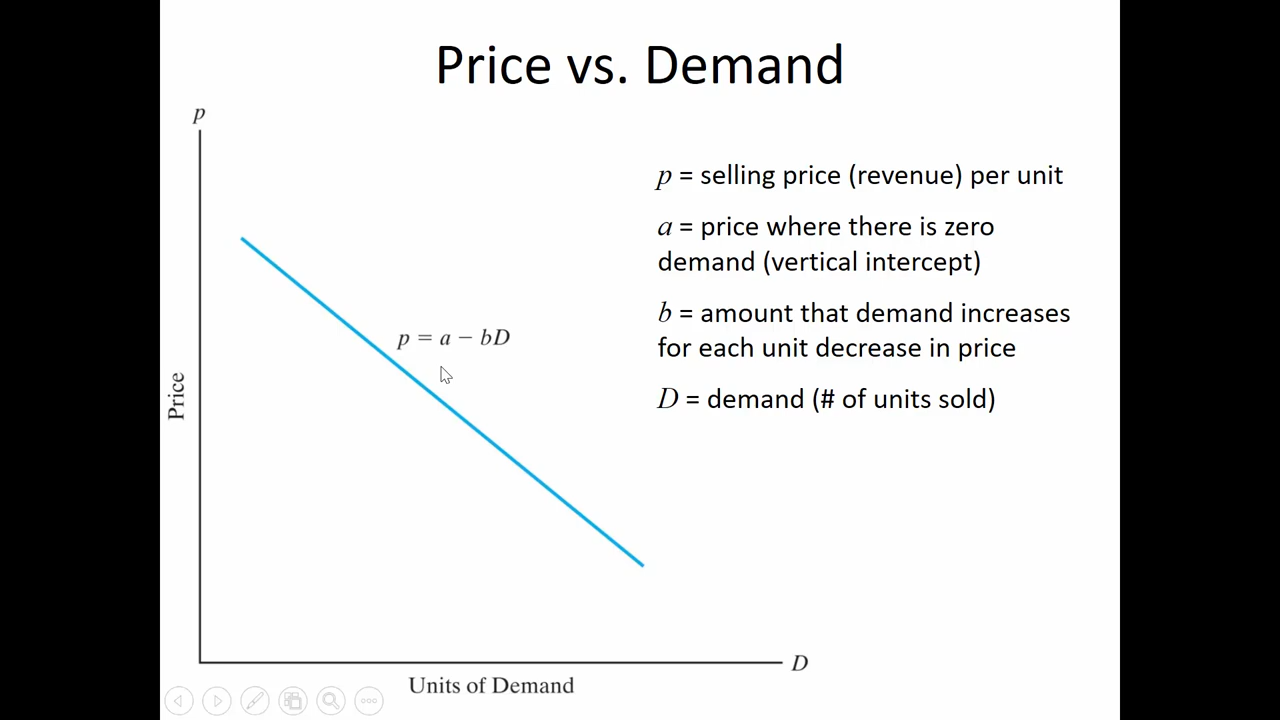 Price vs. Demand
p
p = selling price (revenue) per unit
a = price where there is zero
demand (vertical intercept)
b = amount that demand increases
for each unit decrease in price
D = demand (# of units sold)
p = a − bD
Price
D
Units of Demand